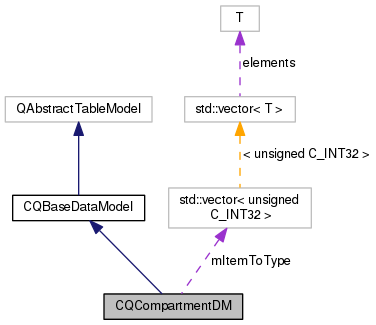 T
elements
QAbstractTableModel
std::vector< T >
< unsigned C_INT32 >
CQBaseDataModel
std::vector< unsigned
C_INT32 >
mItemToType
CQCompartmentDM